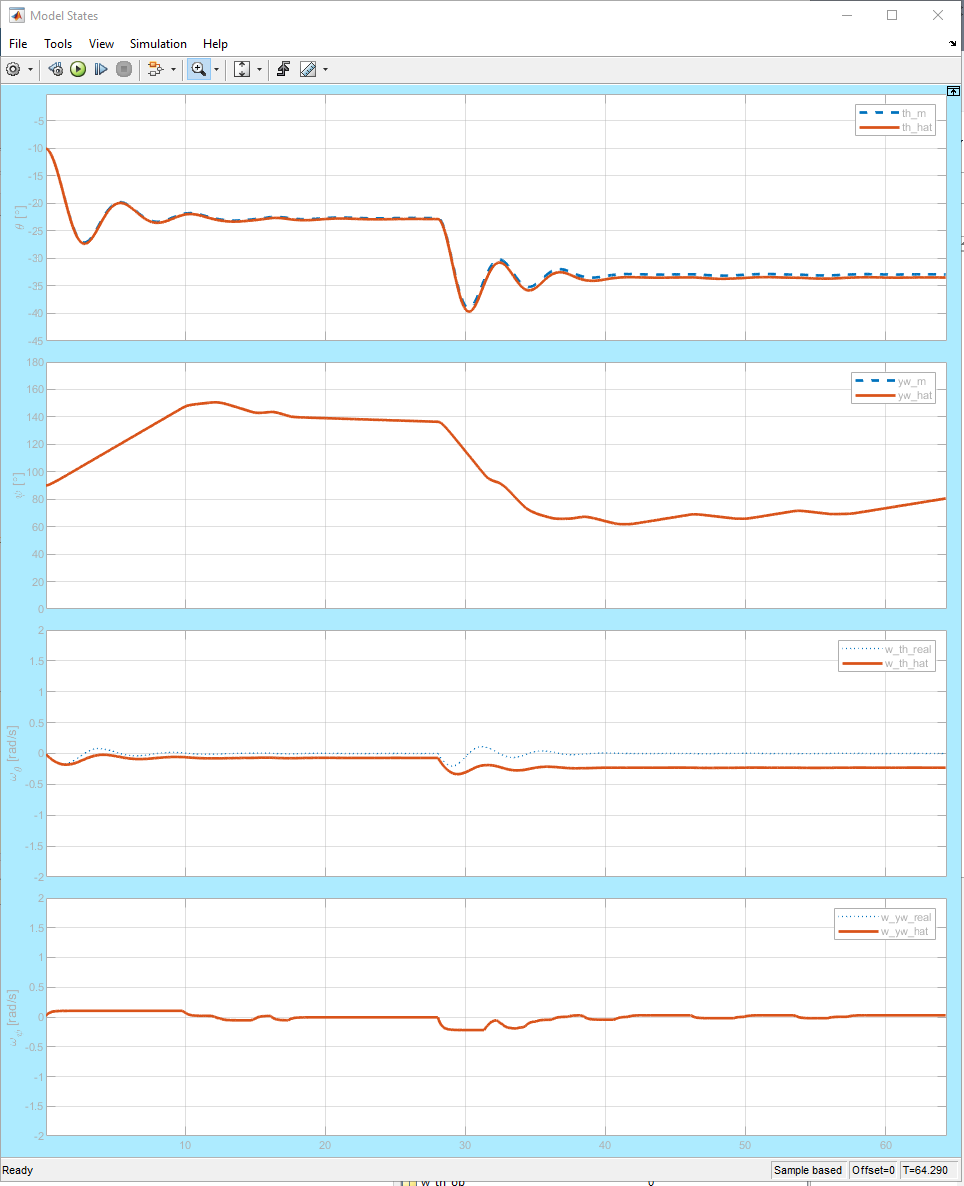 Model States
File Tools View Simulation Help
th_m
th_hat
-5
-10
-15
-20
-25
-30
-35
-40
-45
θ [°]
yw_m
yw_hat
180
160
140
120
100
80
60
40
20
0
ψ [°]
w_th_real
w_th_hat
2
1.5
1
0.5
0
-0.5
-1
-1.5
-2
ω_θ [rad/s]
w_yw_real
w_yw_hat
2
1.5
1
0.5
0
-0.5
-1
-1.5
-2
ω_ψ [rad/s]
10 20 30 40 50 60
Ready Sample based Offset=0 T=64.290